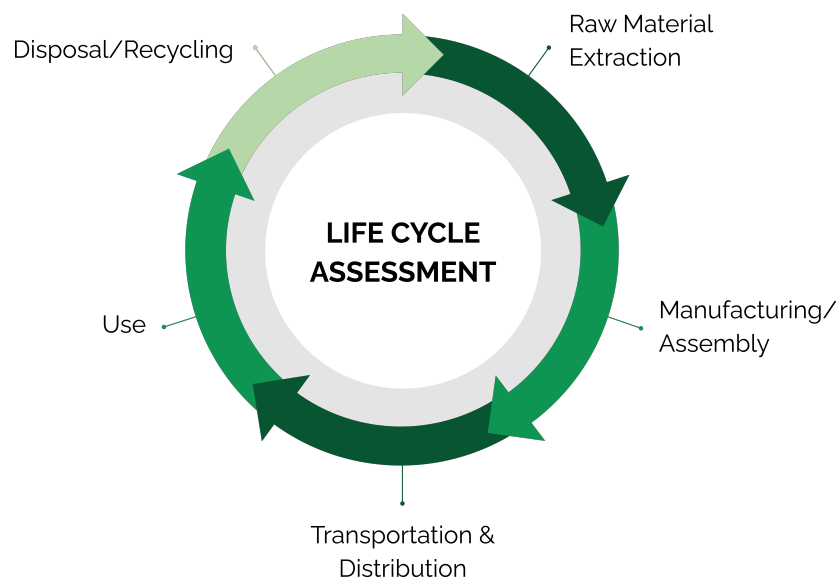 Disposal/Recycling
Raw Material
Extraction
LIFE CYCLE
ASSESSMENT
Use
Manufacturing/
Assembly
Transportation &
Distribution